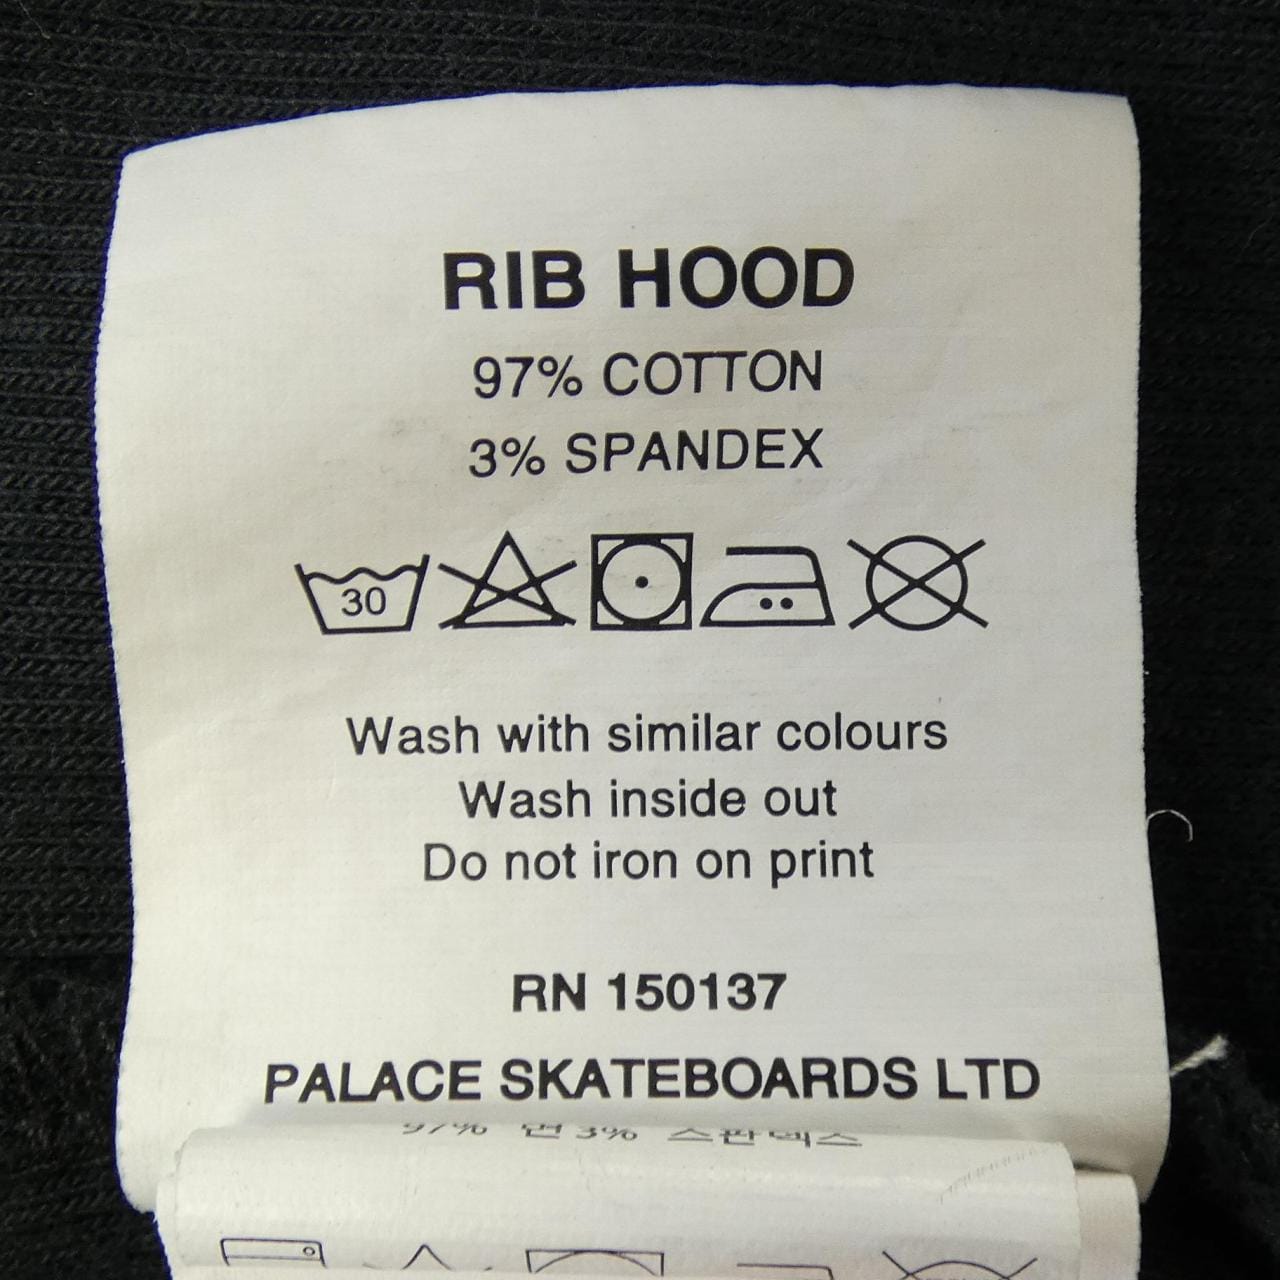 RIB HOOD
97% COTTON
3% SPANDEX
30
Wash with similar colours
Wash inside out
Do not iron on print
RN 150137
PALACE SKATEBOARDS LTD
97% 면 3% 스판덱스